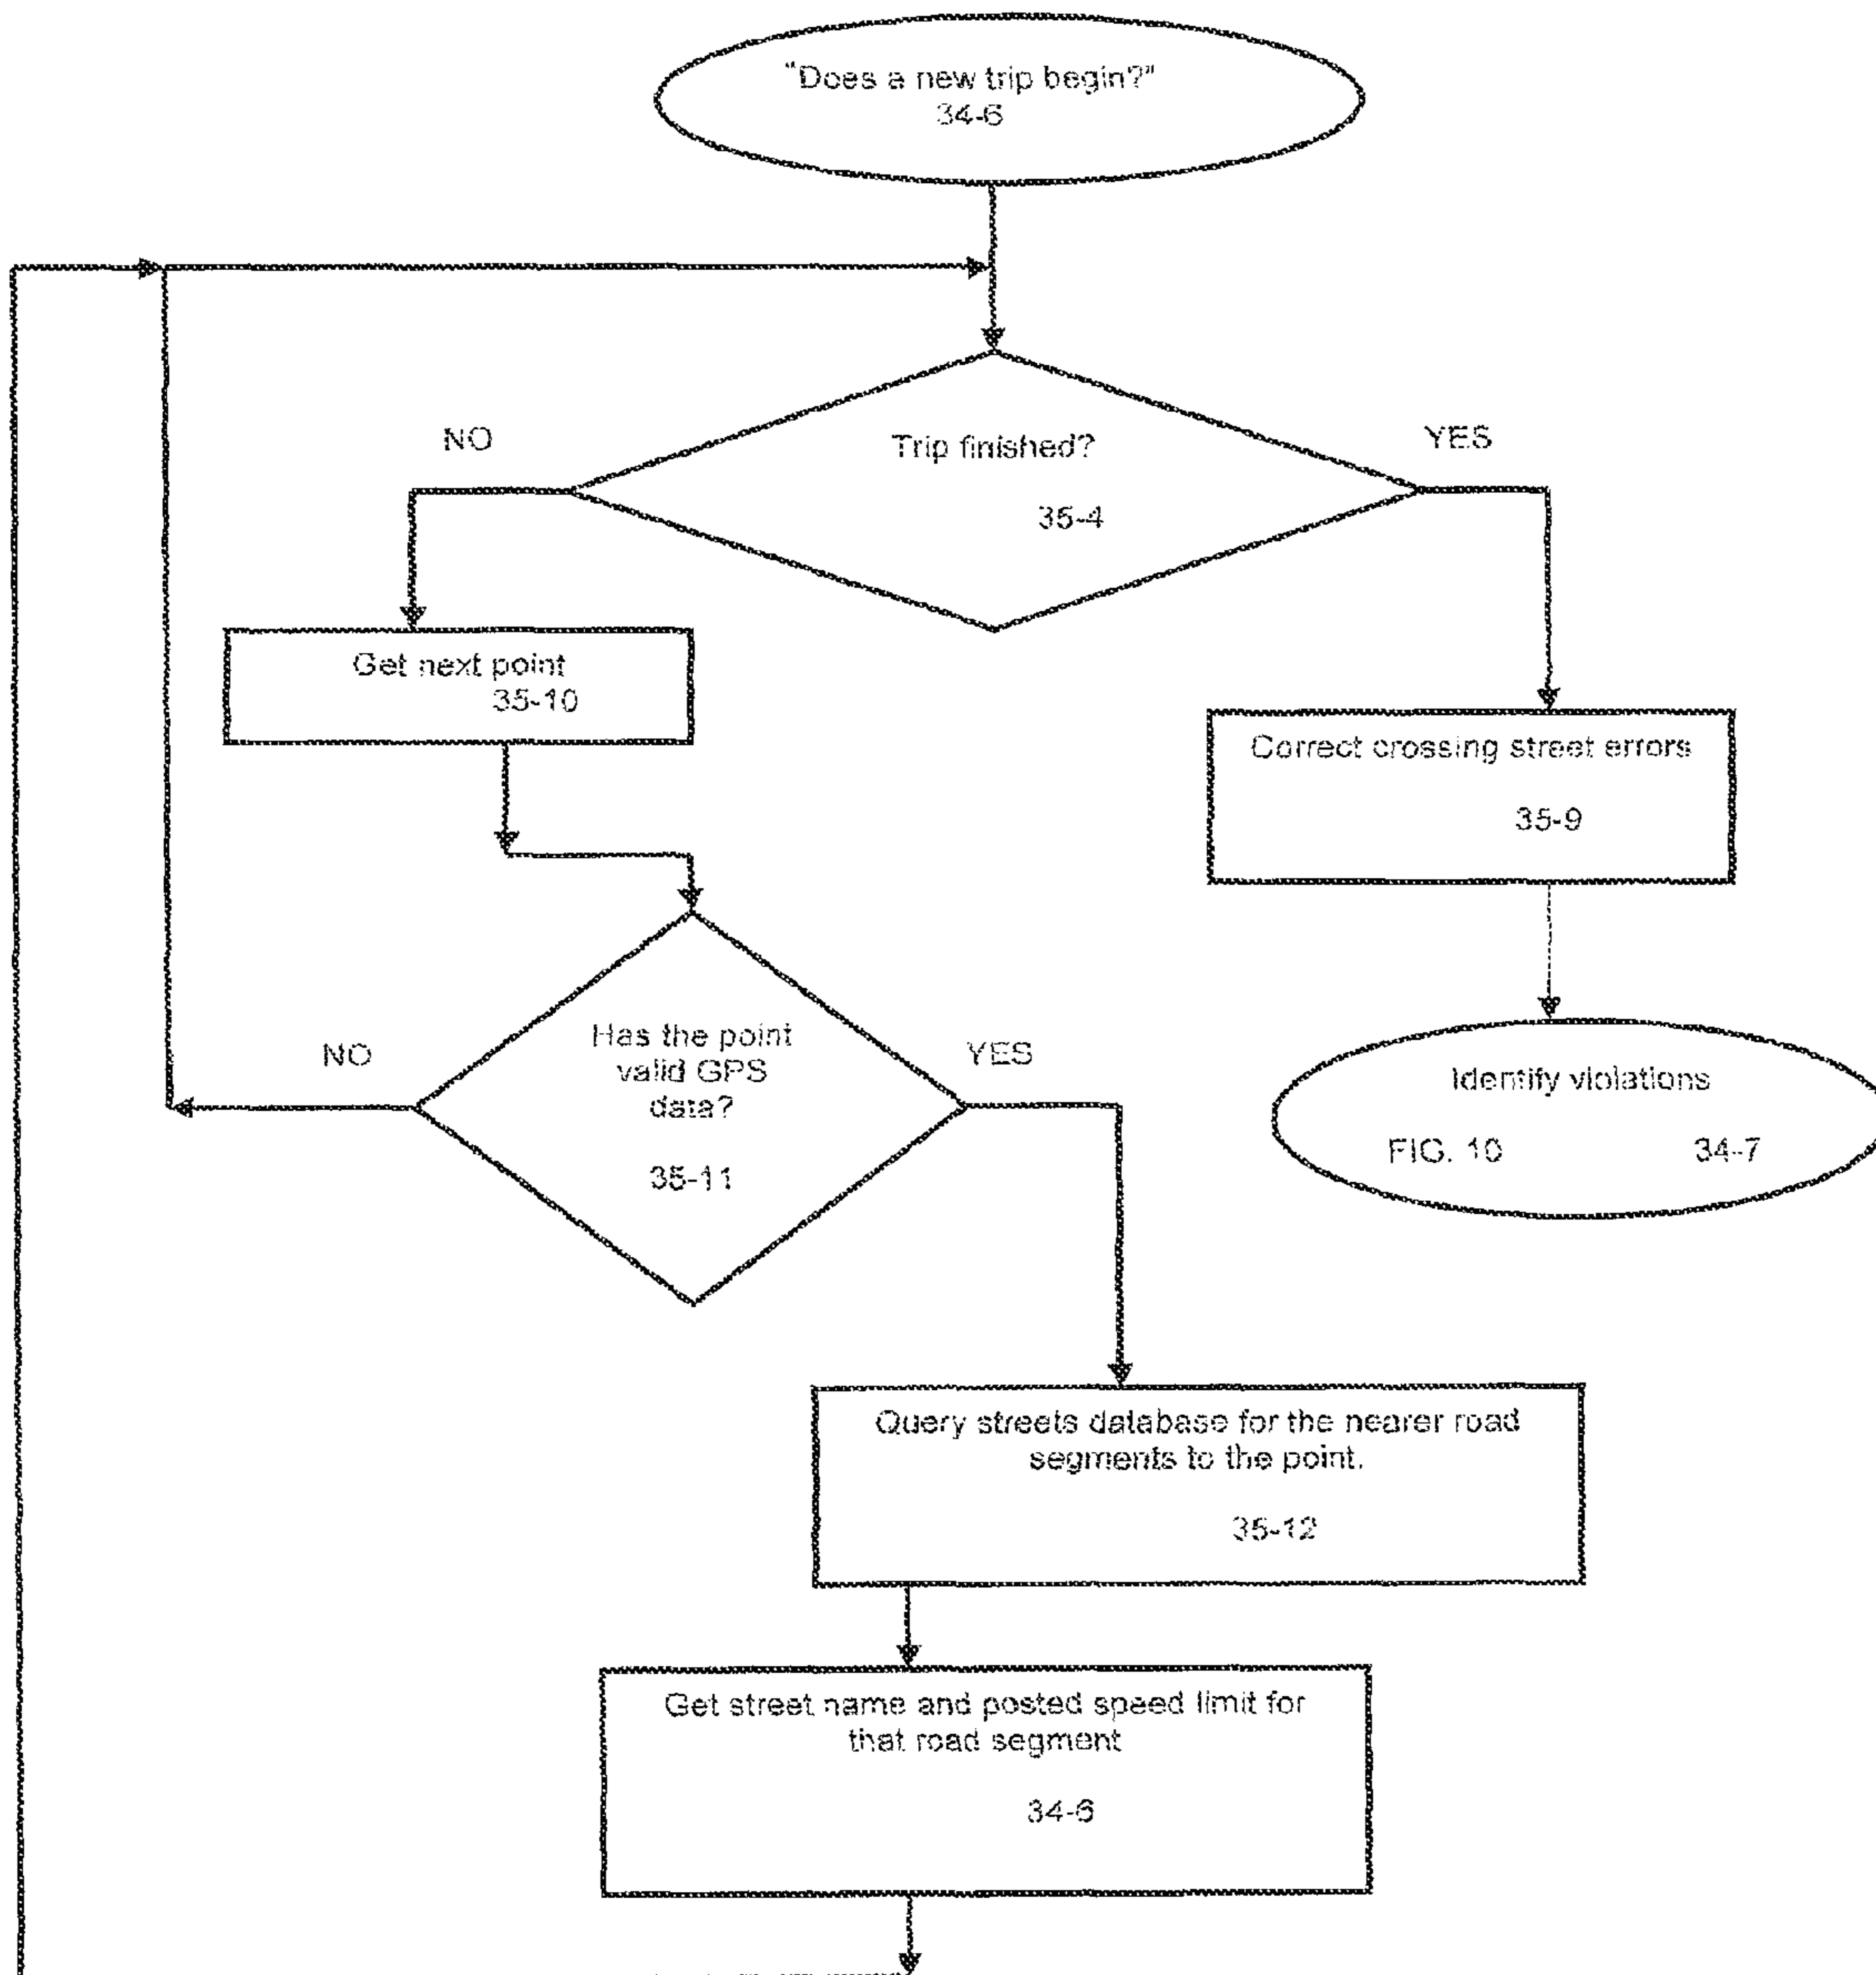 "Does a new trip begin?"
34-6
NO
Trip finished?
YES
35-4
Get next point
35-10
Correct crossing street errors
35-9
NO
Has the point
valid GPS
data?
YES
35-11
Identify violations
FIG. 10 34-7
Query streets database for the nearer road
segments to the point.
35-12
Get street name and posted speed limit for
that road segment
34-6